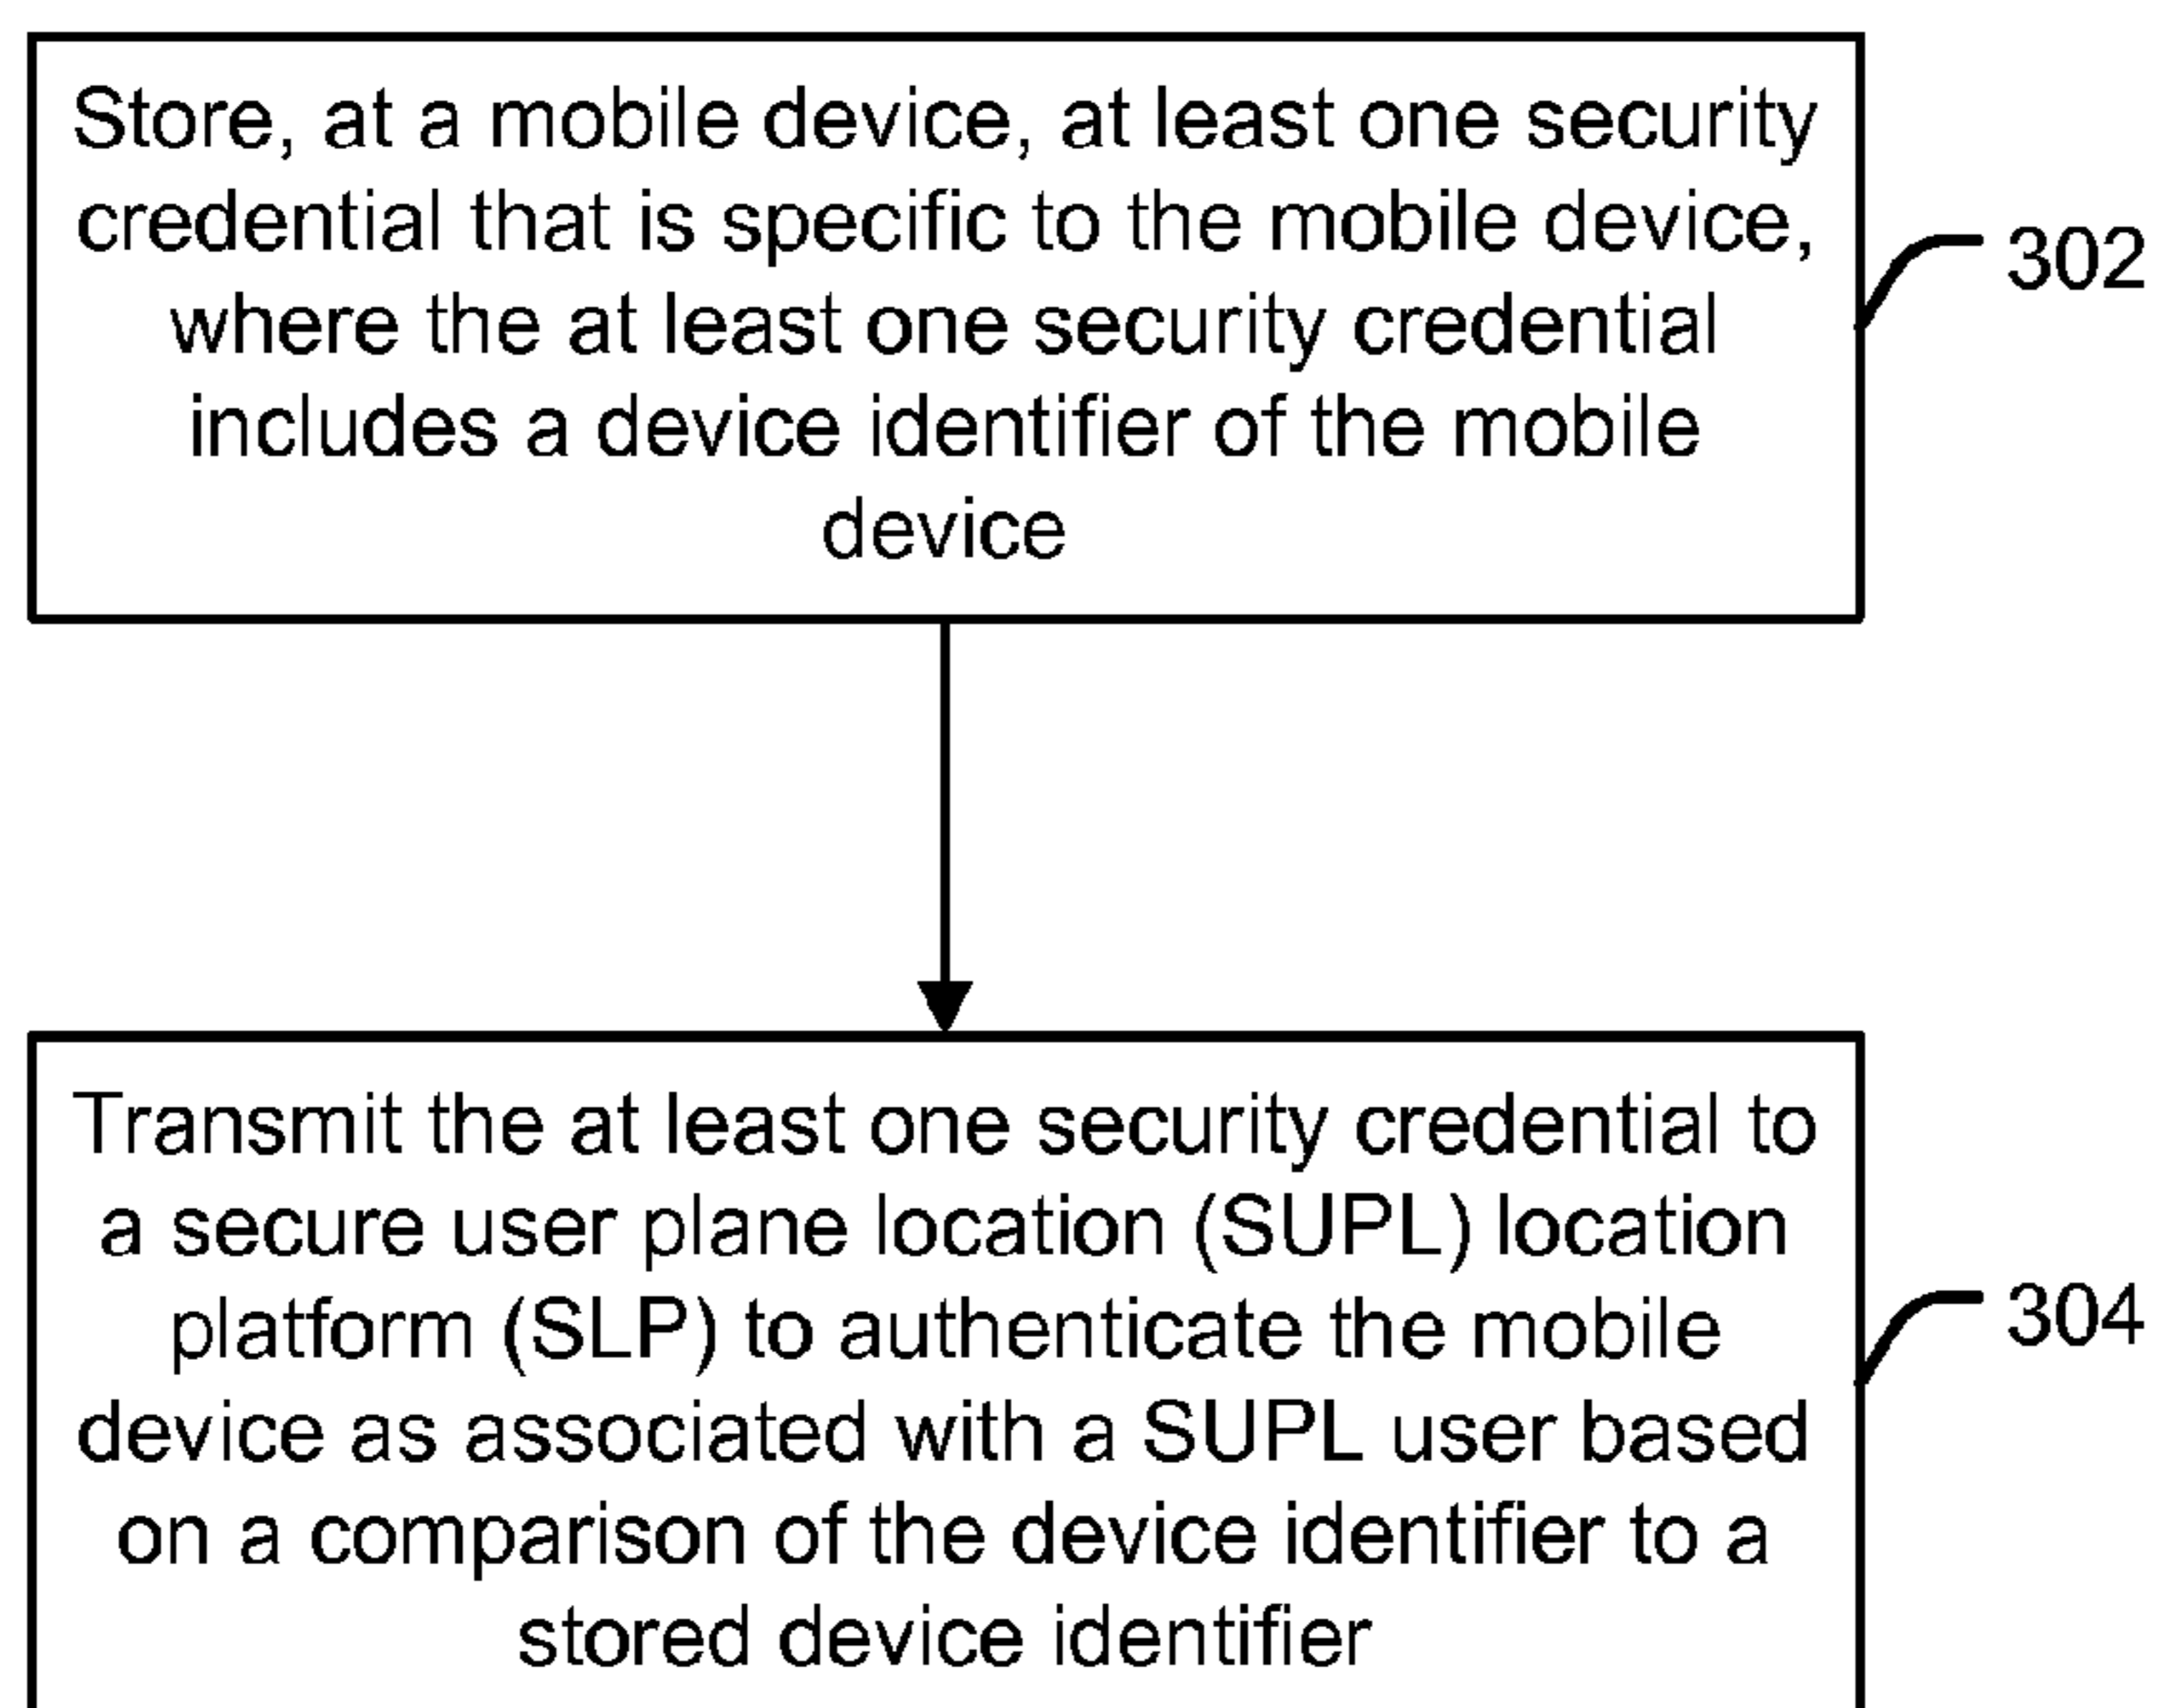 Store, at a mobile device, at least one security
credential that is specific to the mobile device,
where the at least one security credential
includes a device identifier of the mobile
device
302
Transmit the at least one security credential to
a secure user plane location (SUPL) location
platform (SLP) to authenticate the mobile
device as associated with a SUPL user based
on a comparison of the device identifier to a
stored device identifier
304